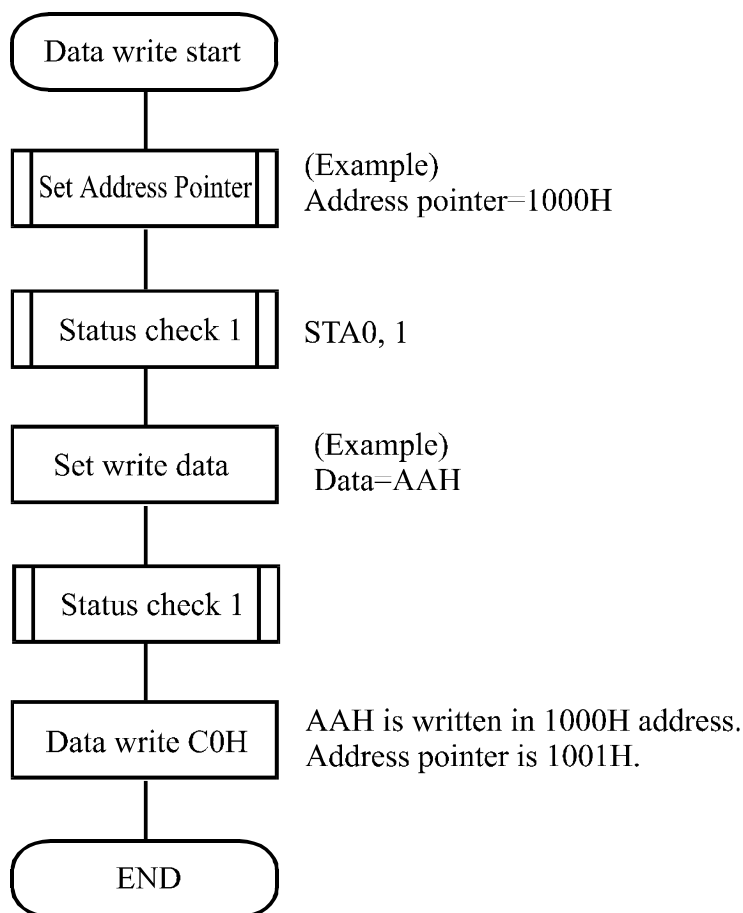 Data write start
Set Address Pointer
(Example)
Address pointer=1000H
Status check 1
STA0, 1
Set write data
(Example)
Data=AAH
Status check 1
Data write C0H
AAH is written in 1000H address.
Address pointer is 1001H.
END